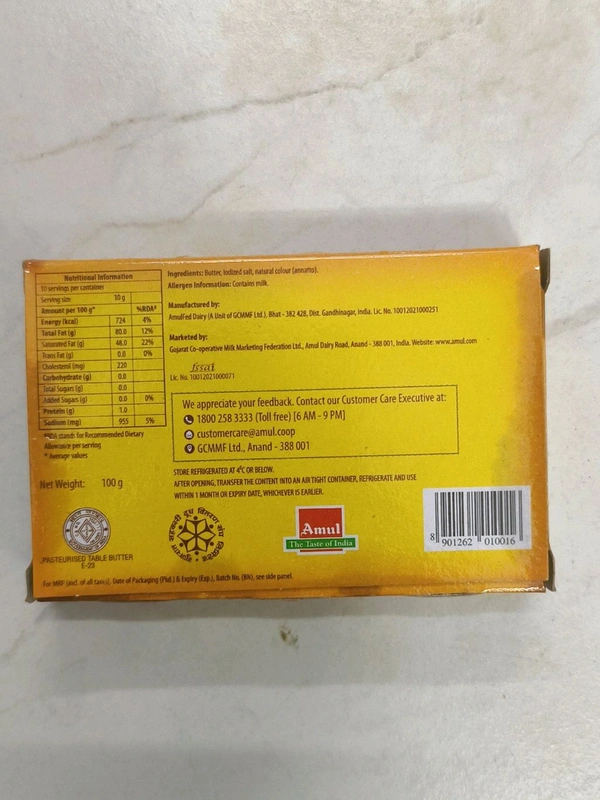 Nutritional Information
10 servings per container
Serving size 10 g
Amount per 100 g* %RDA#
Energy (kcal) 724 4%
Total Fat (g) 80.0 12%
Saturated Fat (g) 48.0 22%
Trans Fat (g) 0.0 0%
Cholesterol (mg) 220
Carbohydrate (g) 0.0
Total Sugars (g) 0.0
Added Sugars (g) 0.0 0%
Protein (g) 1.0
Sodium (mg) 955 5%
#RDA stands for Recommended Dietary
Allowance per serving
* Average values
Net Weight: 100 g
PASTEURISED TABLE BUTTER
E-23
Ingredients: Butter, Iodized salt, natural colour (annatto).
Allergen Information: Contains milk.
Manufactured by:
AmulFed Dairy (A Unit of GCMMF Ltd.). Bhat - 382 428, Dist. Gandhinagar, India. Lic. No. 10012021000251
Marketed by:
Gujarat Co-operative Milk Marketing Federation Ltd., Amul Dairy Road, Anand - 388 001, India. Website: www.amul.com
fssai
Lic. No. 10012021000071
We appreciate your feedback. Contact our Customer Care Executive at:
1800 258 3333 (Toll free) [6 AM - 9 PM]
customercare@amul.coop
GCMMF Ltd., Anand - 388 001
STORE REFRIGERATED AT 4°C OR BELOW.
AFTER OPENING, TRANSFER THE CONTENT INTO AN AIR TIGHT CONTAINER, REFRIGERATE AND USE
WITHIN 1 MONTH OR EXPIRY DATE, WHICHEVER IS EARLIER.
Amul
The Taste of India
8 901262 010016
For MRP (incl. of all taxes), Date of Packaging (Pkd.) & Expiry (Exp.), Batch No. (BN), see side panel.